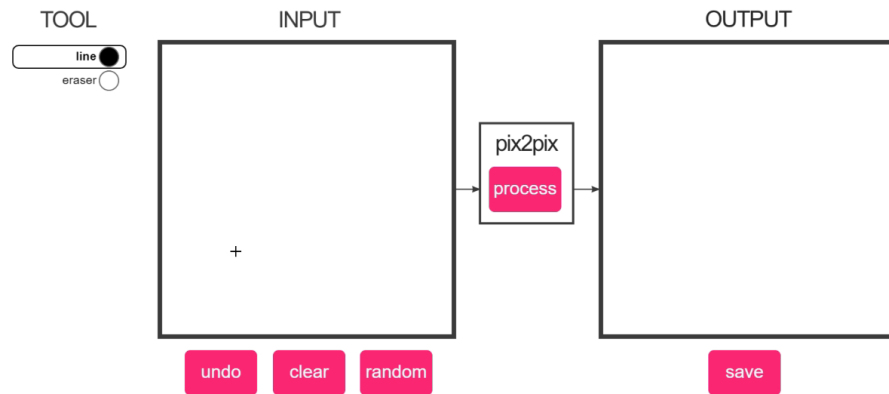 TOOL
INPUT
OUTPUT
line
eraser
pix2pix
process
undo
clear
random
save